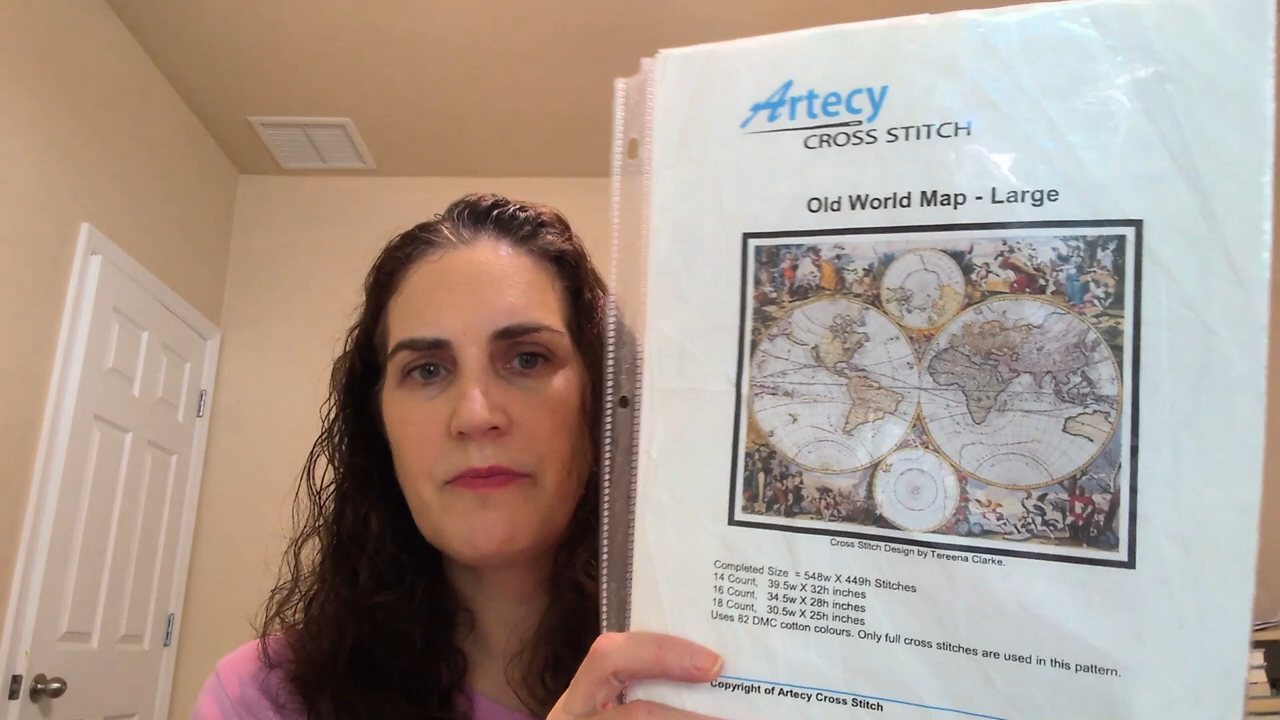 Artecy
CROSS STITCH
Old World Map - Large
Cross Stitch Design by Tereena Clarke.
Completed Size = 548w X 449h Stitches
14 Count, 39.5w X 32h inches
16 Count, 34.5w X 28h inches
18 Count, 30.5w X 25h inches
Uses 82 DMC cotton colours. Only full cross stitches are used in this pattern.
Copyright of Artecy Cross Stitch